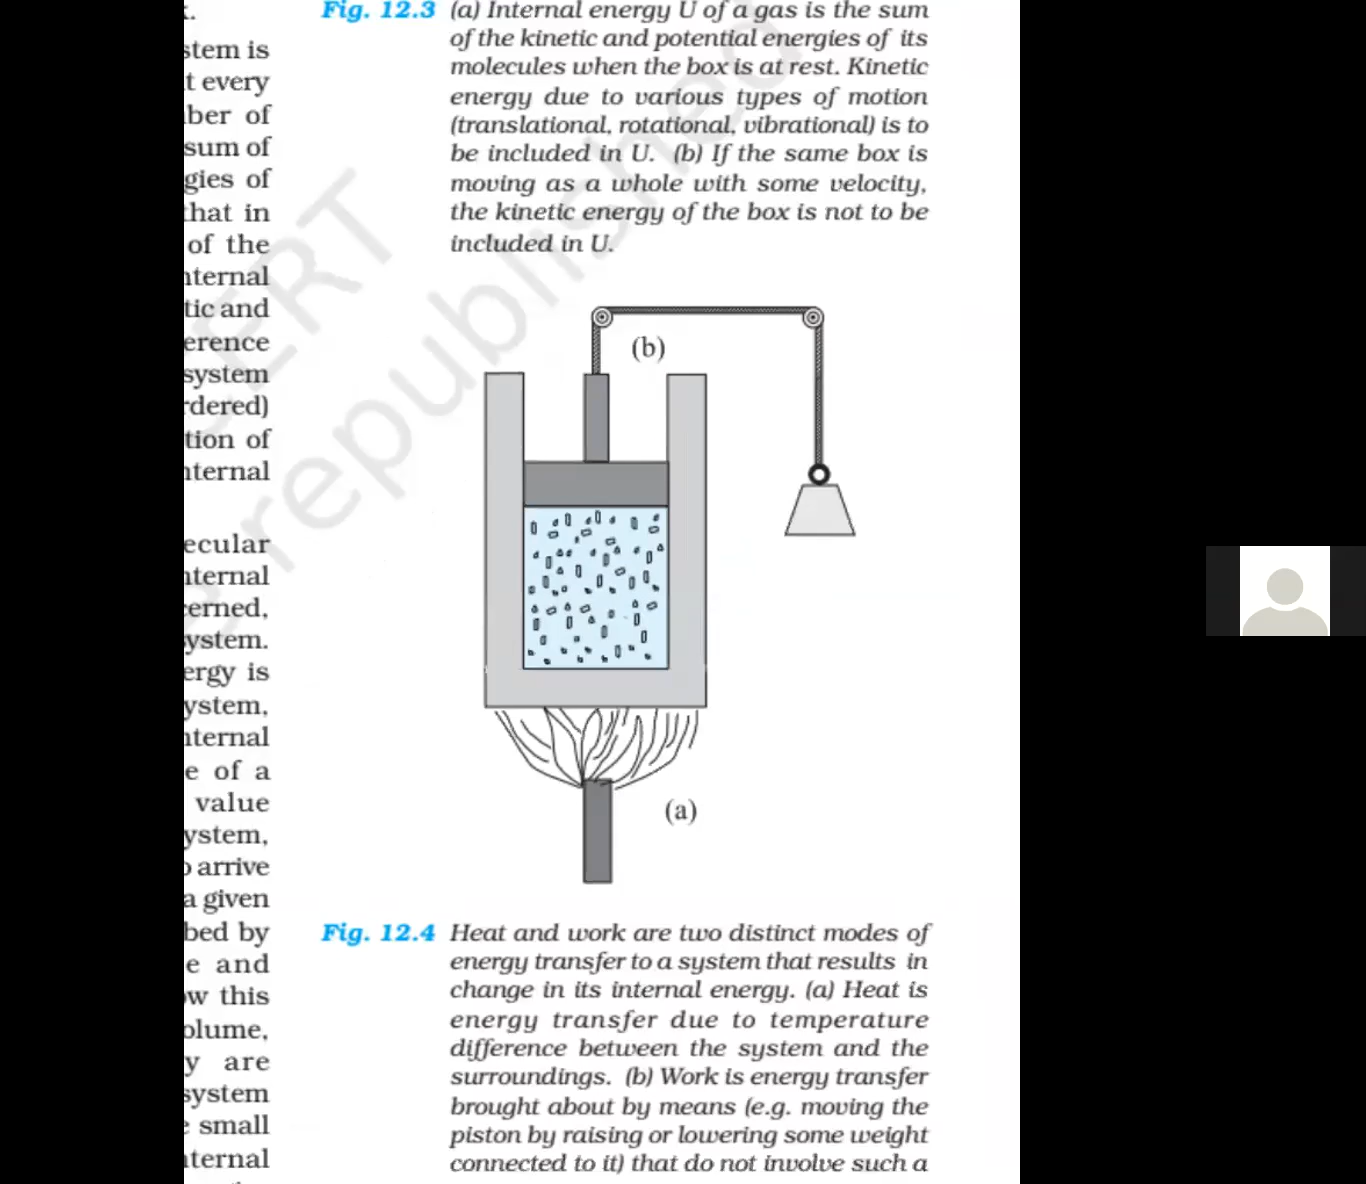 stem is
t every
ber of
sum of
gies of
that in
of the
nternal
tic and
erence
system
rdered)
tion of
nternal
ecular
nternal
cerned,
system.
ergy is
ystem,
nternal
e of a
value
ystem,
o arrive
a given
bed by
e and
ow this
olume,
y are
system
e small
nternal
Fig. 12.3 (a) Internal energy U of a gas is the sum
of the kinetic and potential energies of its
molecules when the box is at rest. Kinetic
energy due to various types of motion
(translational, rotational, vibrational) is to
be included in U. (b) If the same box is
moving as a whole with some velocity,
the kinetic energy of the box is not to be
included in U.
(b)
(a)
Fig. 12.4 Heat and work are two distinct modes of
energy transfer to a system that results in
change in its internal energy. (a) Heat is
energy transfer due to temperature
difference between the system and the
surroundings. (b) Work is energy transfer
brought about by means (e.g. moving the
piston by raising or lowering some weight
connected to it) that do not involve such a
republished